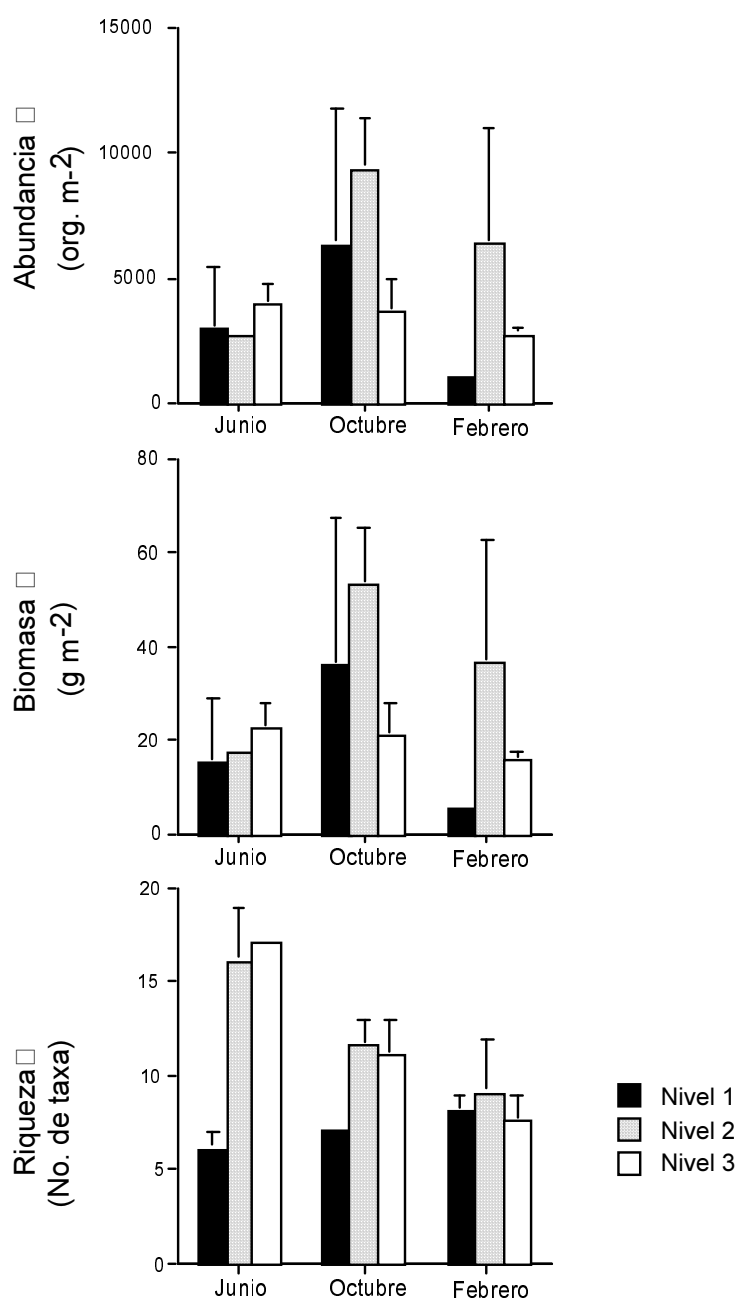 15000
10000
5000
0
Abundancia □
(org. m-2)
Junio Octubre Febrero
80
60
40
20
0
Biomasa □
(g m-2)
Junio Octubre Febrero
20
15
10
5
0
Riqueza□
(No. de taxa)
Junio Octubre Febrero
Nivel 1
Nivel 2
Nivel 3